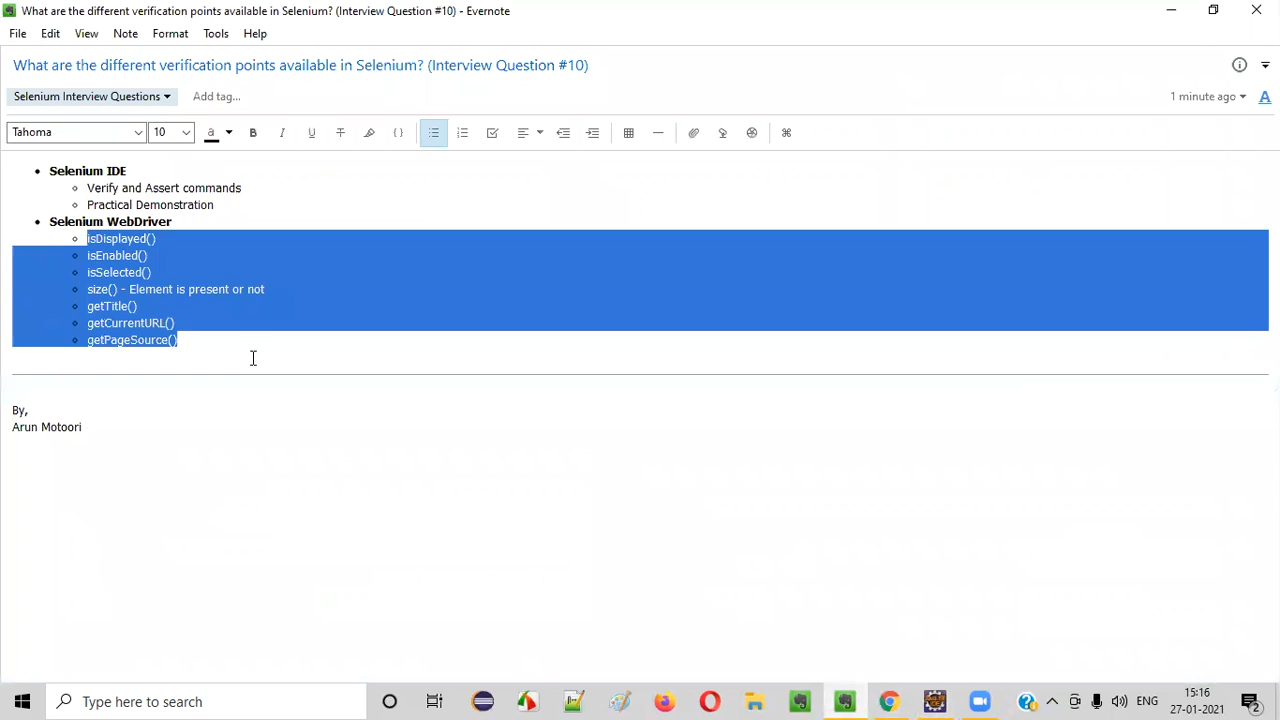 What are the different verification points available in Selenium? (Interview Question #10) - Evernote
File Edit View Note Format Tools Help
What are the different verification points available in Selenium? (Interview Question #10)
Selenium Interview Questions Add tag... 1 minute ago
Tahoma 10 a B I U T { }
Selenium IDE
Verify and Assert commands
Practical Demonstration
Selenium WebDriver
isDisplayed()
isEnabled()
isSelected()
size() - Element is present or not
getTitle()
getCurrentURL()
getPageSource()
By,
Arun Motoori
Type here to search ENG 15:16
27-01-2021 2